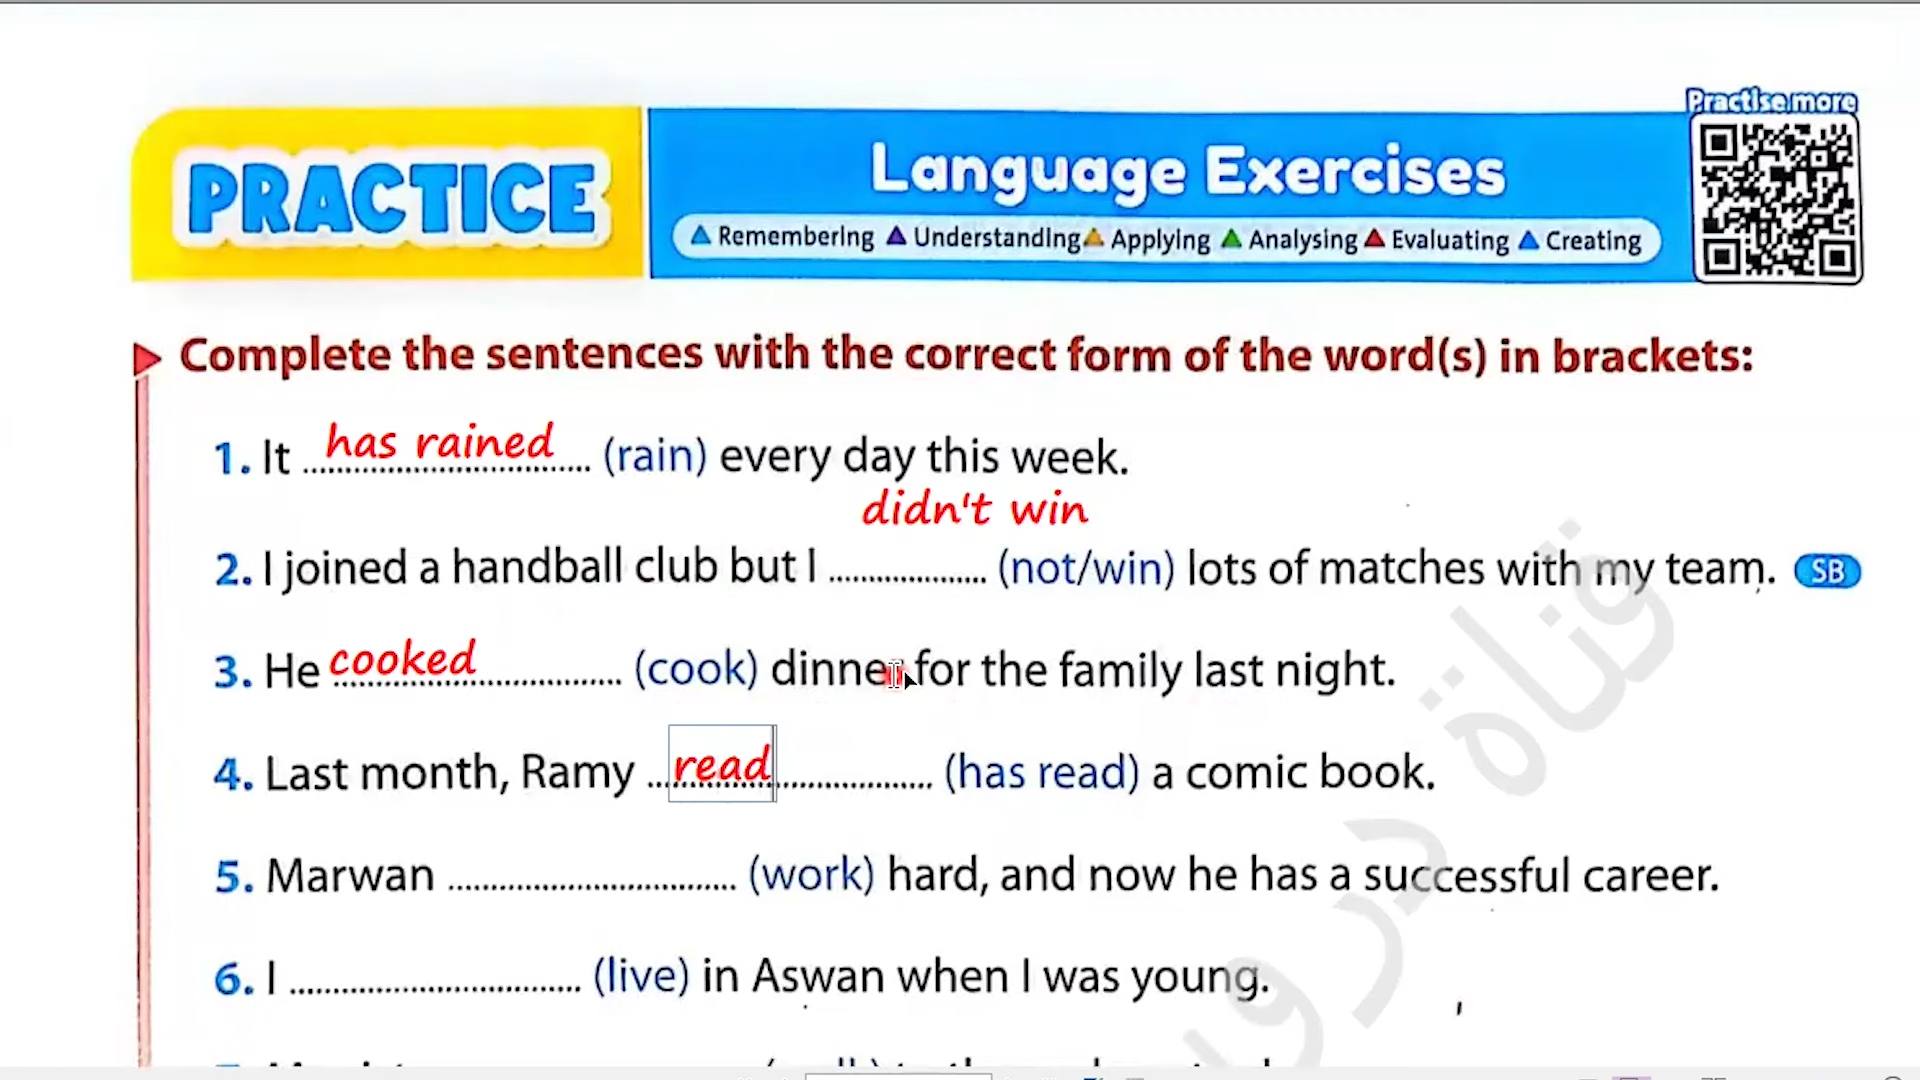 Practise more
PRACTICE
Language Exercises
Remembering Understanding Applying Analysing Evaluating Creating
Complete the sentences with the correct form of the word(s) in brackets:
1. It has rained (rain) every day this week.
didn't win
2. I joined a handball club but I .................... (not/win) lots of matches with my team. SB
3. He cooked (cook) dinner for the family last night.
4. Last month, Ramy read (has read) a comic book.
5. Marwan .................... (work) hard, and now he has a successful career.
6. I .................... (live) in Aswan when I was young.
قناة درو